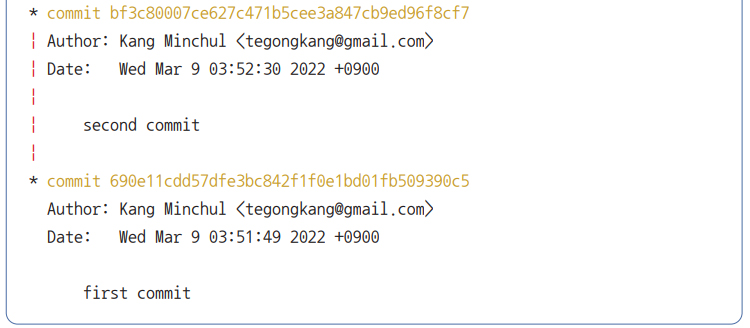 * commit bf3c80007ce627c471b5cee3a847cb9ed96f8cf7
| Author: Kang Minchul <tegongkang@gmail.com>
| Date:   Wed Mar 9 03:52:30 2022 +0900
|
|     second commit
|
* commit 690e11cdd57dfe3bc842f1f0e1bd01fb509390c5
  Author: Kang Minchul <tegongkang@gmail.com>
  Date:   Wed Mar 9 03:51:49 2022 +0900

      first commit